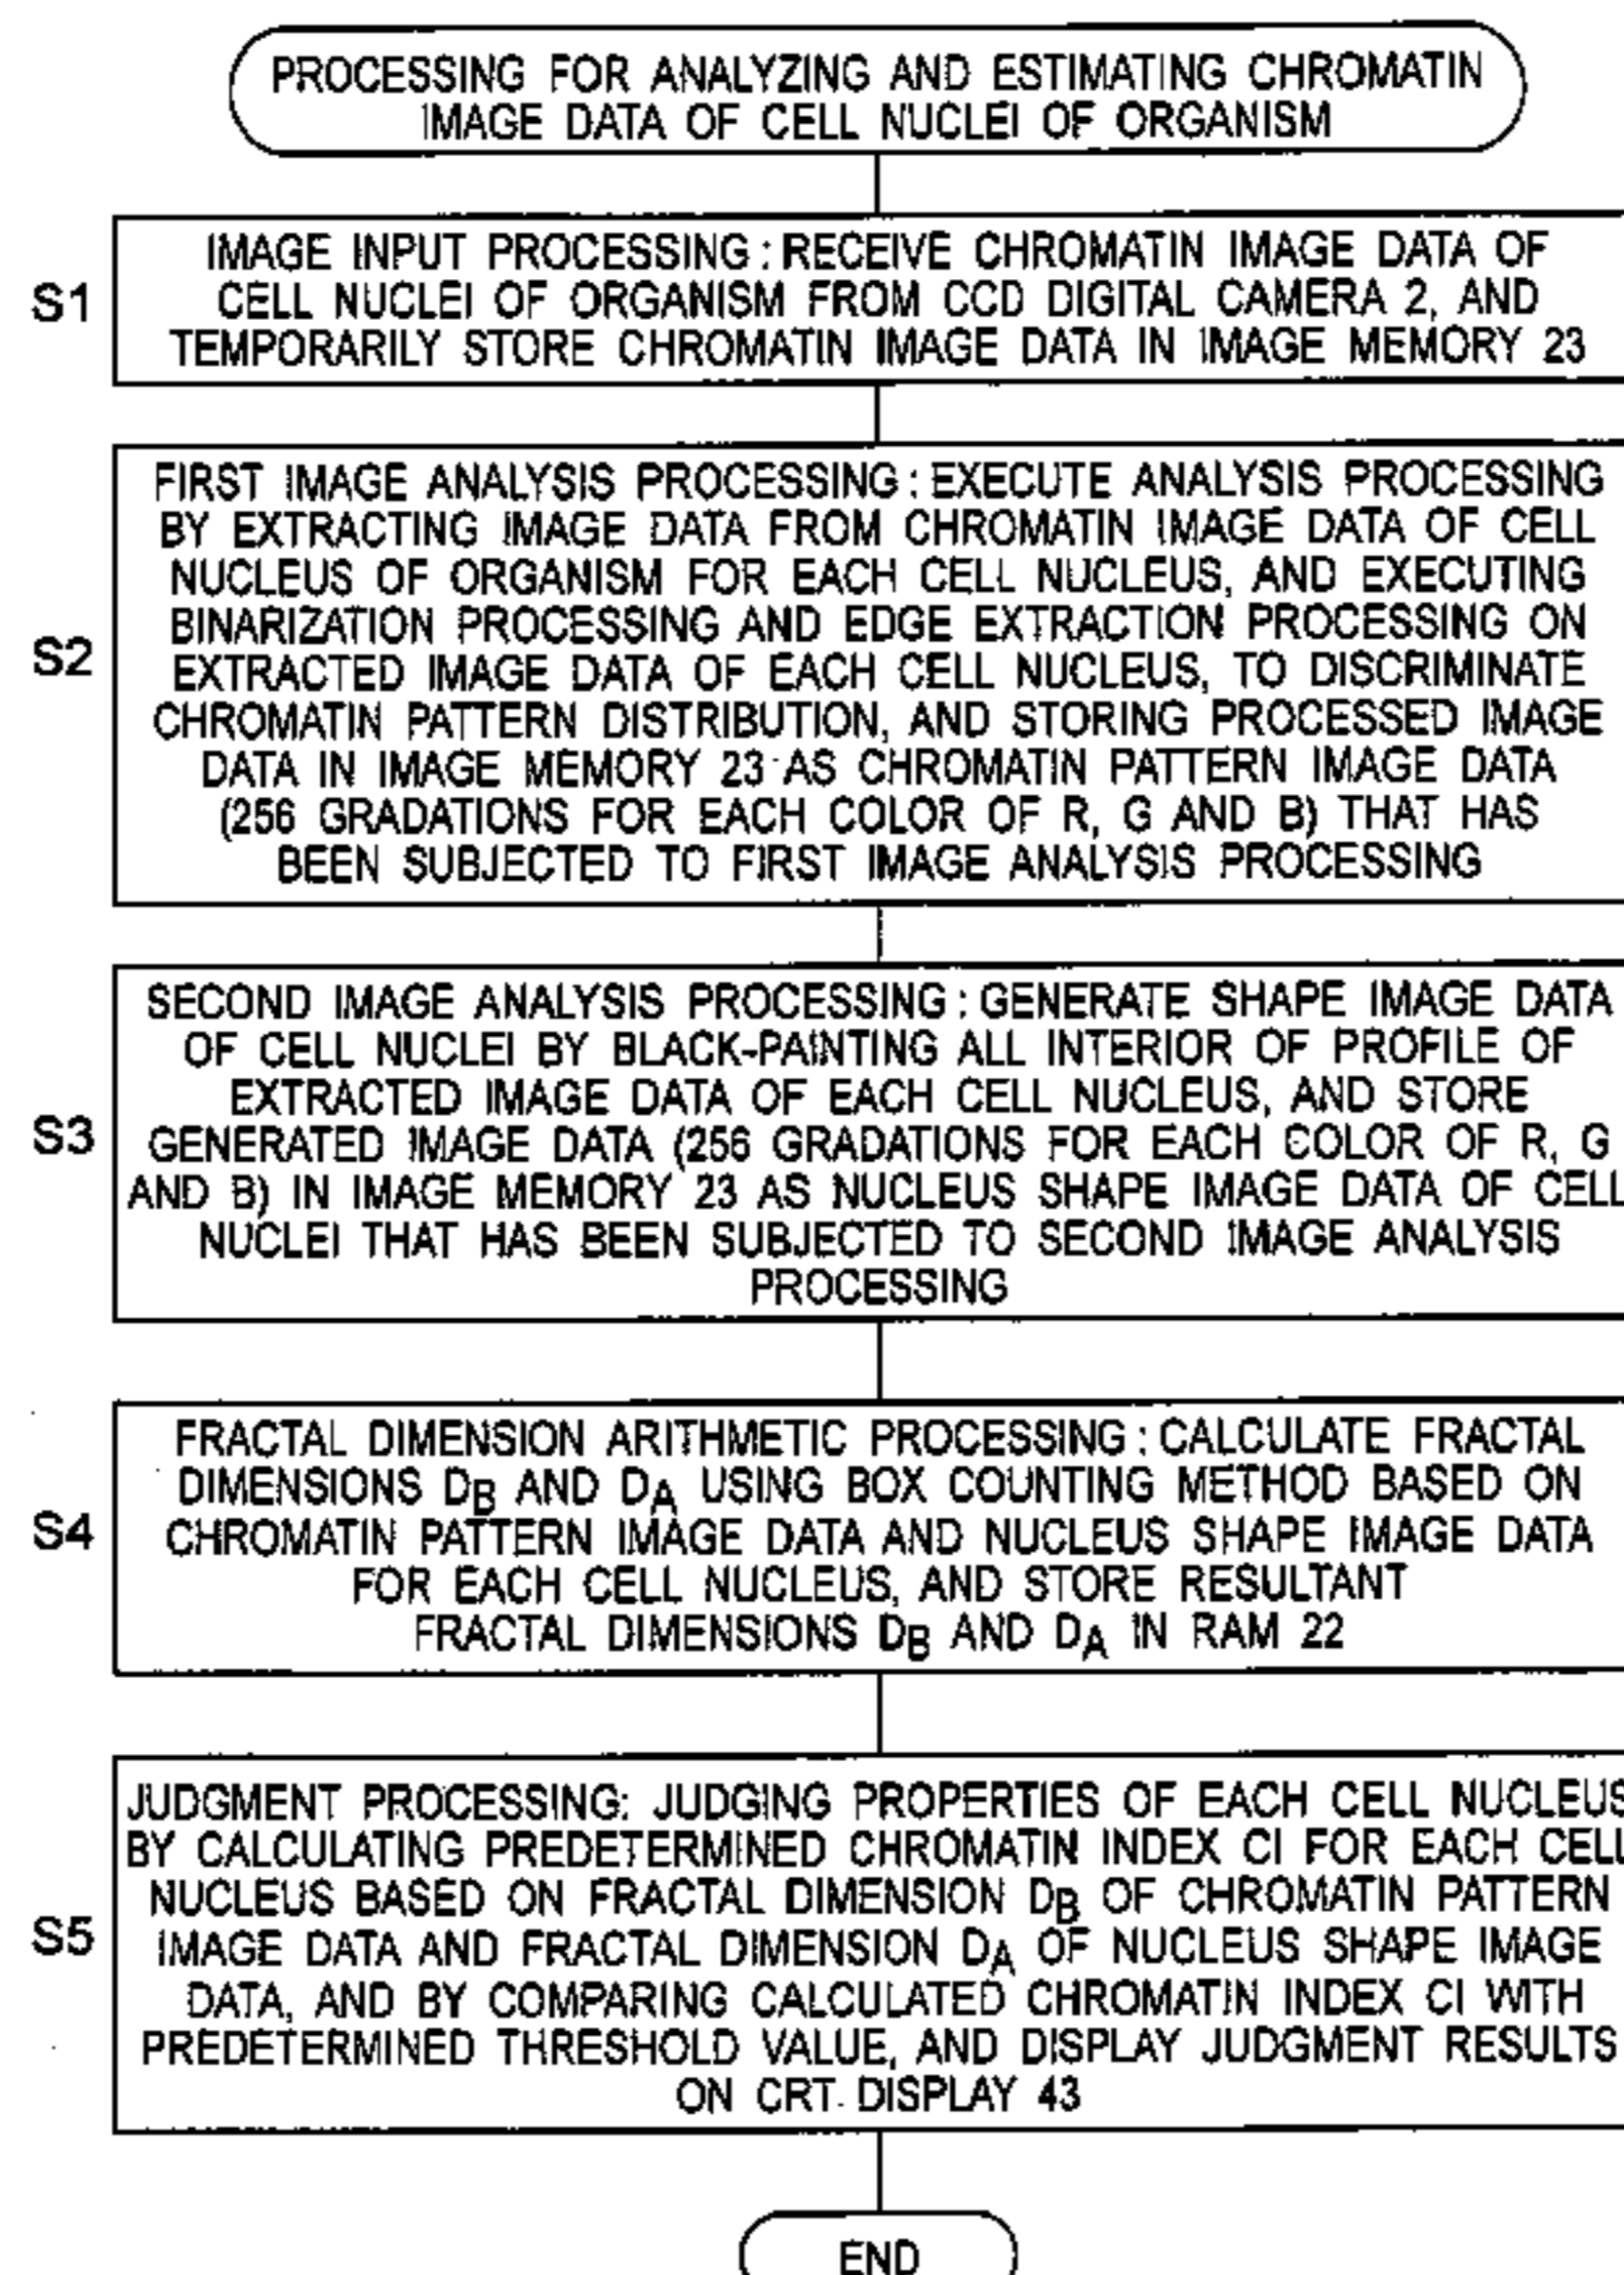 PROCESSING FOR ANALYZING AND ESTIMATING CHROMATIN
IMAGE DATA OF CELL NUCLEI OF ORGANISM
S1
IMAGE INPUT PROCESSING : RECEIVE CHROMATIN IMAGE DATA OF
CELL NUCLEI OF ORGANISM FROM CCD DIGITAL CAMERA 2, AND
TEMPORARILY STORE CHROMATIN IMAGE DATA IN IMAGE MEMORY 23
S2
FIRST IMAGE ANALYSIS PROCESSING : EXECUTE ANALYSIS PROCESSING
BY EXTRACTING IMAGE DATA FROM CHROMATIN IMAGE DATA OF CELL
NUCLEUS OF ORGANISM FOR EACH CELL NUCLEUS, AND EXECUTING
BINARIZATION PROCESSING AND EDGE EXTRACTION PROCESSING ON
EXTRACTED IMAGE DATA OF EACH CELL NUCLEUS, TO DISCRIMINATE
CHROMATIN PATTERN DISTRIBUTION, AND STORING PROCESSED IMAGE
DATA IN IMAGE MEMORY 23 AS CHROMATIN PATTERN IMAGE DATA
(256 GRADATIONS FOR EACH COLOR OF R, G AND B) THAT HAS
BEEN SUBJECTED TO FIRST IMAGE ANALYSIS PROCESSING
S3
SECOND IMAGE ANALYSIS PROCESSING : GENERATE SHAPE IMAGE DATA
OF CELL NUCLEI BY BLACK-PAINTING ALL INTERIOR OF PROFILE OF
EXTRACTED IMAGE DATA OF EACH CELL NUCLEUS, AND STORE
GENERATED IMAGE DATA (256 GRADATIONS FOR EACH COLOR OF R, G
AND B) IN IMAGE MEMORY 23 AS NUCLEUS SHAPE IMAGE DATA OF CELL
NUCLEI THAT HAS BEEN SUBJECTED TO SECOND IMAGE ANALYSIS
PROCESSING
S4
FRACTAL DIMENSION ARITHMETIC PROCESSING : CALCULATE FRACTAL
DIMENSIONS DB AND DA USING BOX COUNTING METHOD BASED ON
CHROMATIN PATTERN IMAGE DATA AND NUCLEUS SHAPE IMAGE DATA
FOR EACH CELL NUCLEUS, AND STORE RESULTANT
FRACTAL DIMENSIONS DB AND DA IN RAM 22
S5
JUDGMENT PROCESSING: JUDGING PROPERTIES OF EACH CELL NUCLEUS
BY CALCULATING PREDETERMINED CHROMATIN INDEX CI FOR EACH CELL
NUCLEUS BASED ON FRACTAL DIMENSION DB OF CHROMATIN PATTERN
IMAGE DATA AND FRACTAL DIMENSION DA OF NUCLEUS SHAPE IMAGE
DATA, AND BY COMPARING CALCULATED CHROMATIN INDEX CI WITH
PREDETERMINED THRESHOLD VALUE, AND DISPLAY JUDGMENT RESULTS
ON CRT DISPLAY 43
END